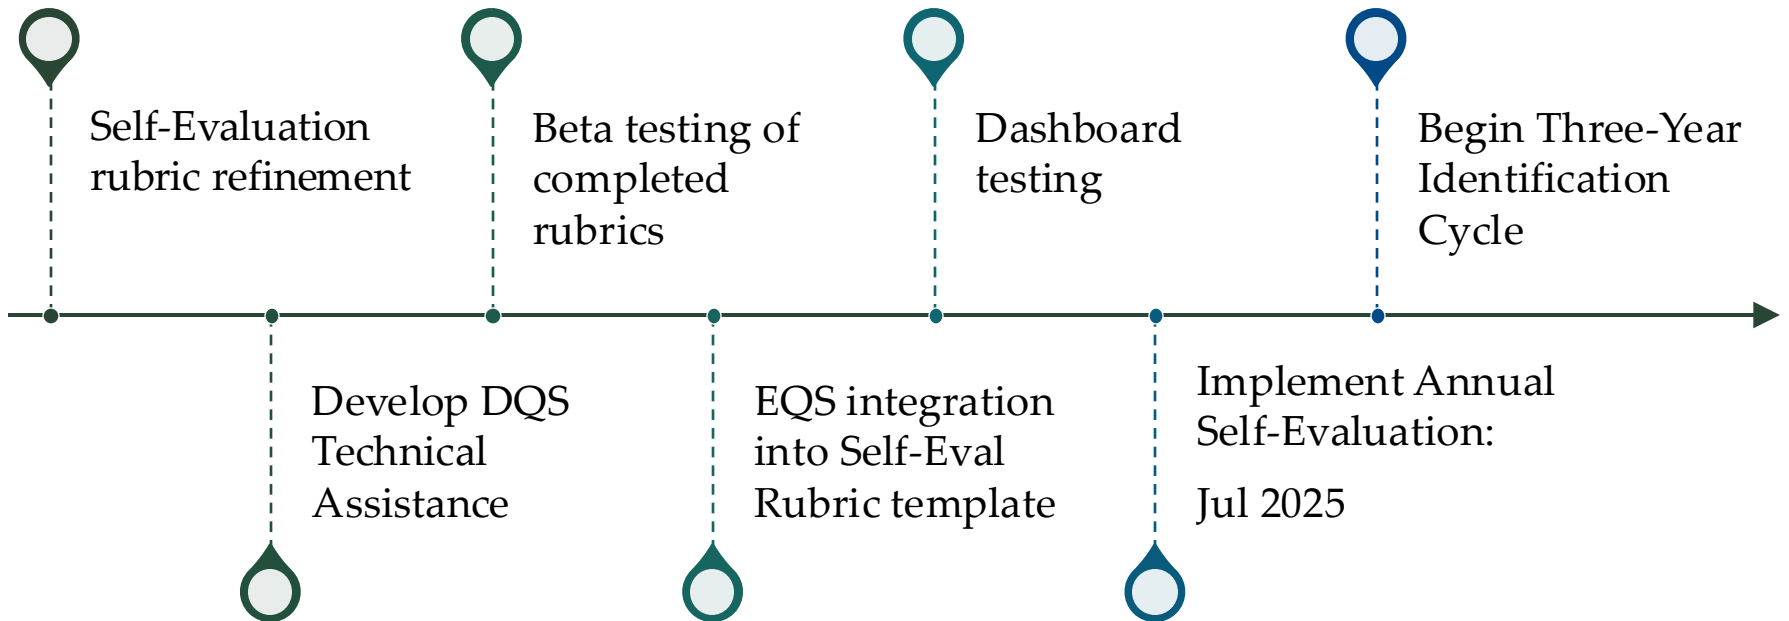 Self-Evaluation
rubric refinement
Develop DQS
Technical
Assistance
Beta testing of
completed
rubrics
EQS integration
into Self-Eval
Rubric template
Dashboard
testing
Implement Annual
Self-Evaluation:
Jul 2025
Begin Three-Year
Identification
Cycle